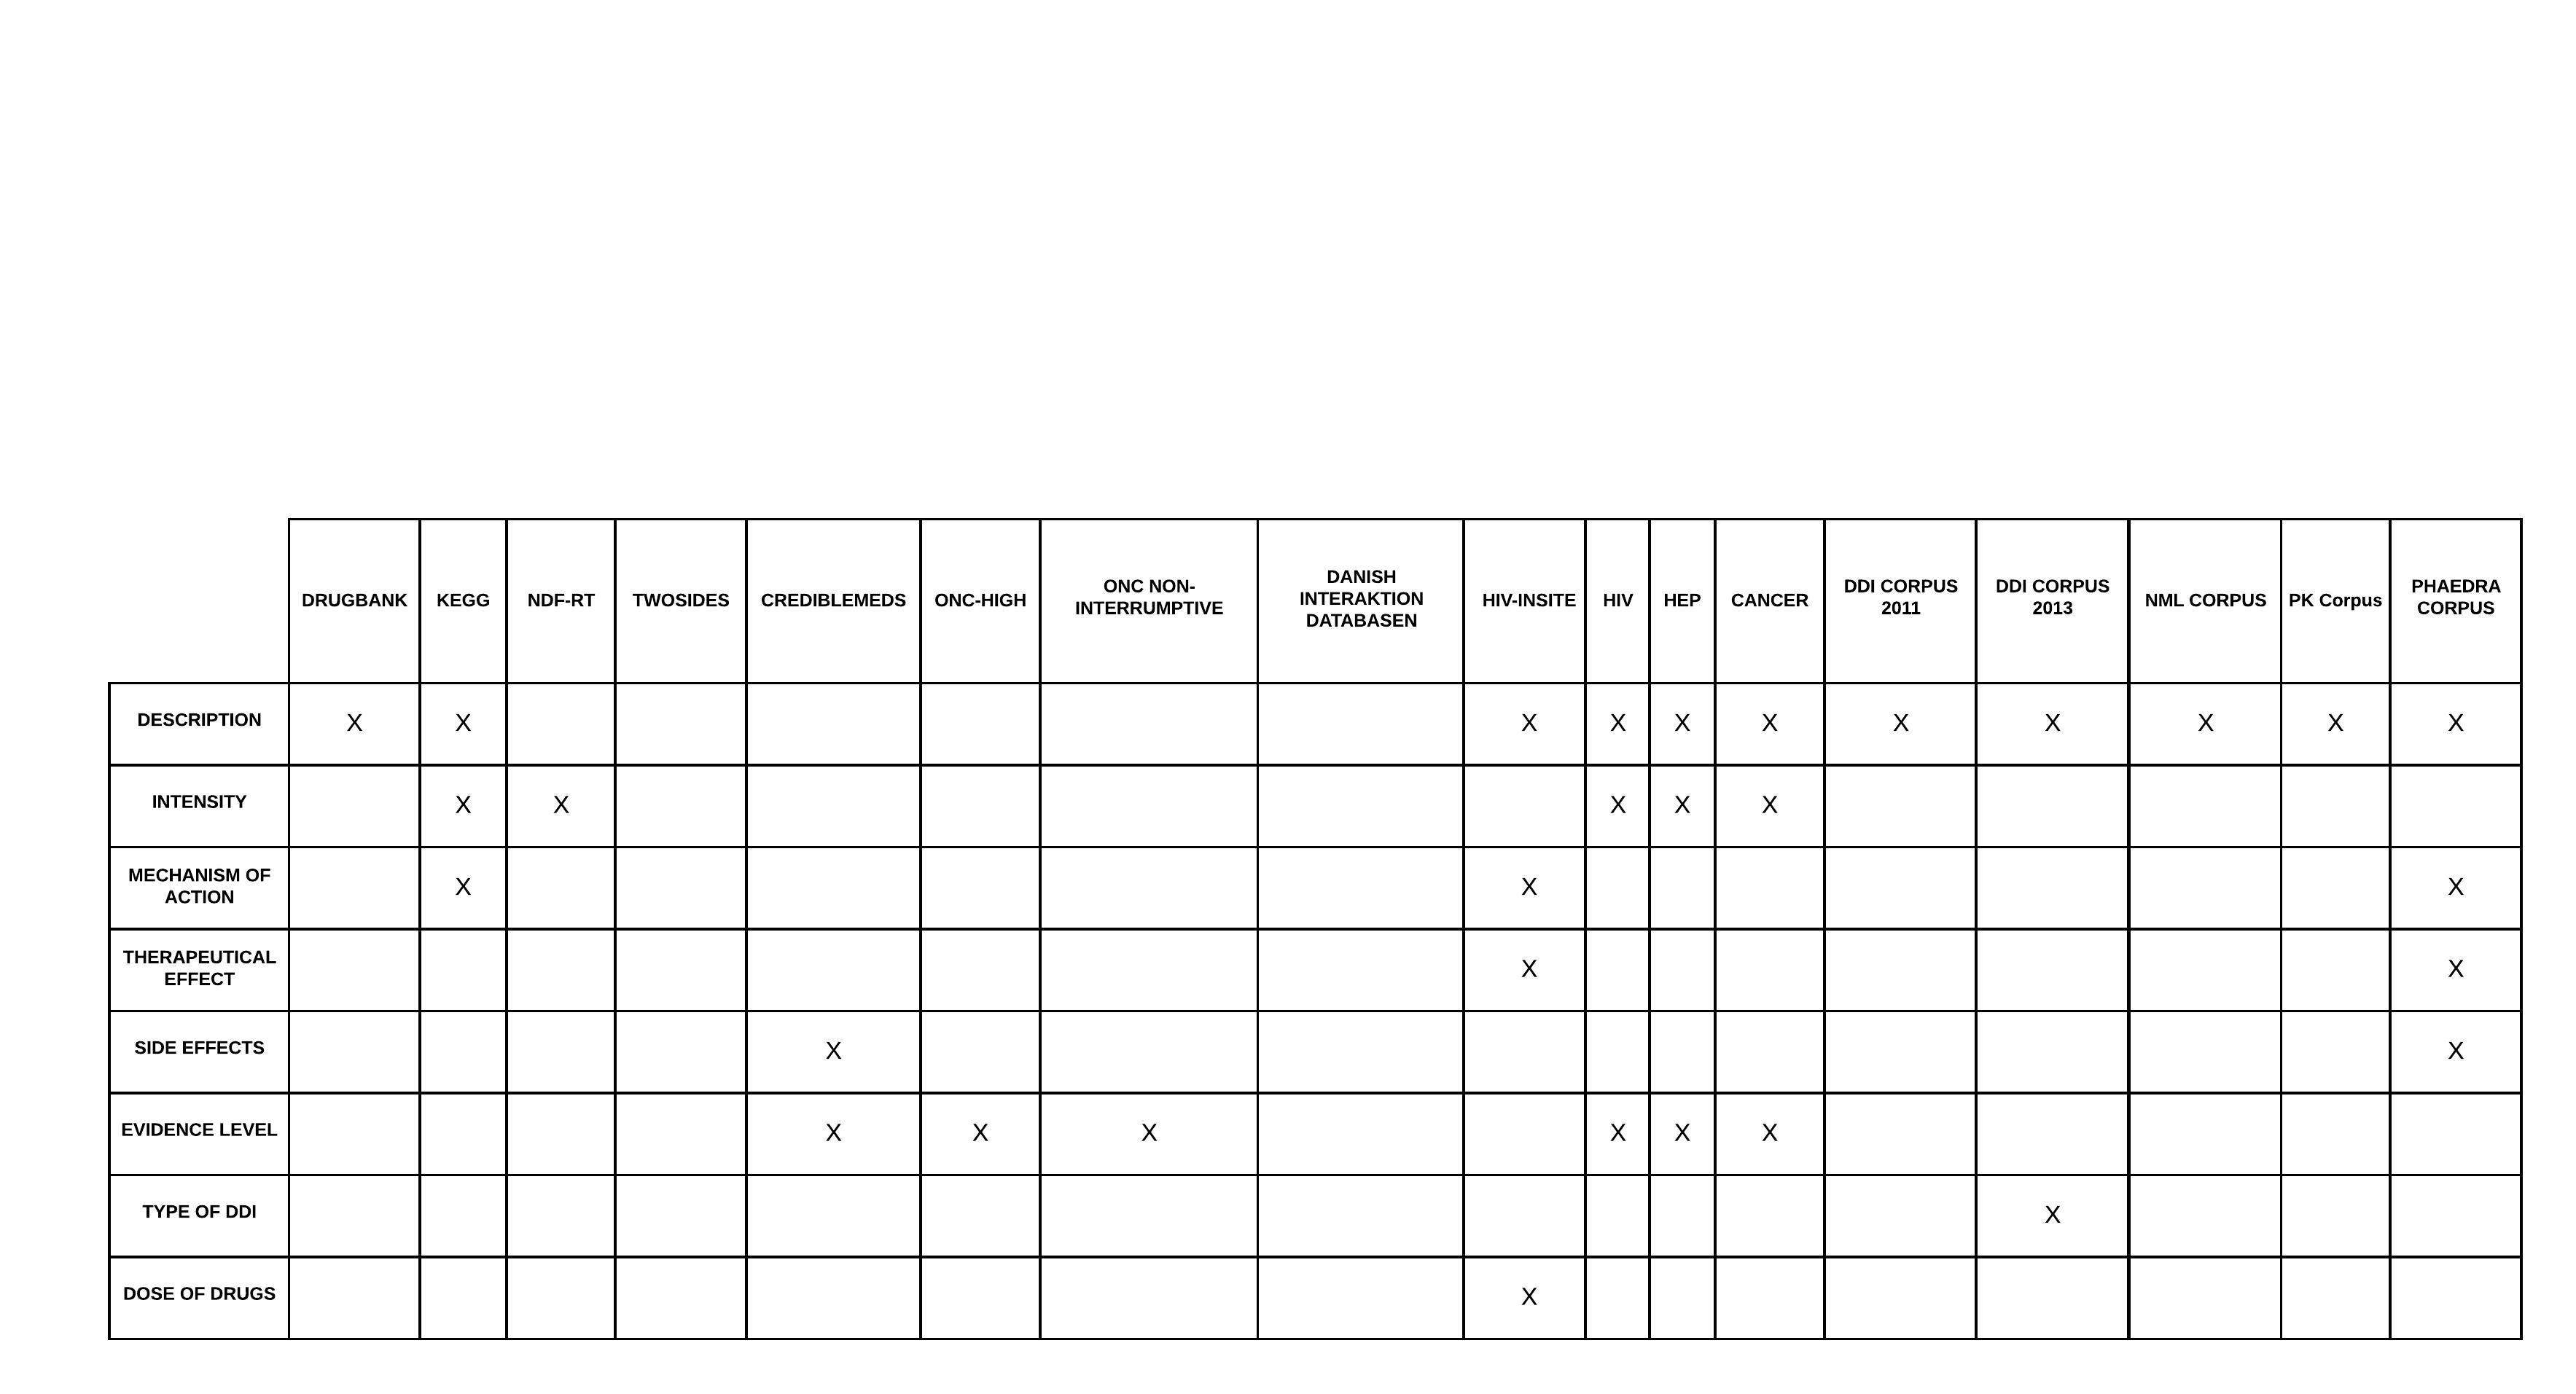 DRUGBANK KEGG NDF-RT TWOSIDES CREDIBLEMEDS ONC-HIGH ONC NON-INTERRUMPTIVE DANISH INTERAKTION DATABASEN HIV-INSITE HIV HEP CANCER DDI CORPUS 2011 DDI CORPUS 2013 NML CORPUS PK Corpus PHAEDRA CORPUS
DESCRIPTION X X X X X X X X X X X
INTENSITY X X X X X
MECHANISM OF ACTION X X X
THERAPEUTICAL EFFECT X X
SIDE EFFECTS X X
EVIDENCE LEVEL X X X X X X
TYPE OF DDI X
DOSE OF DRUGS X